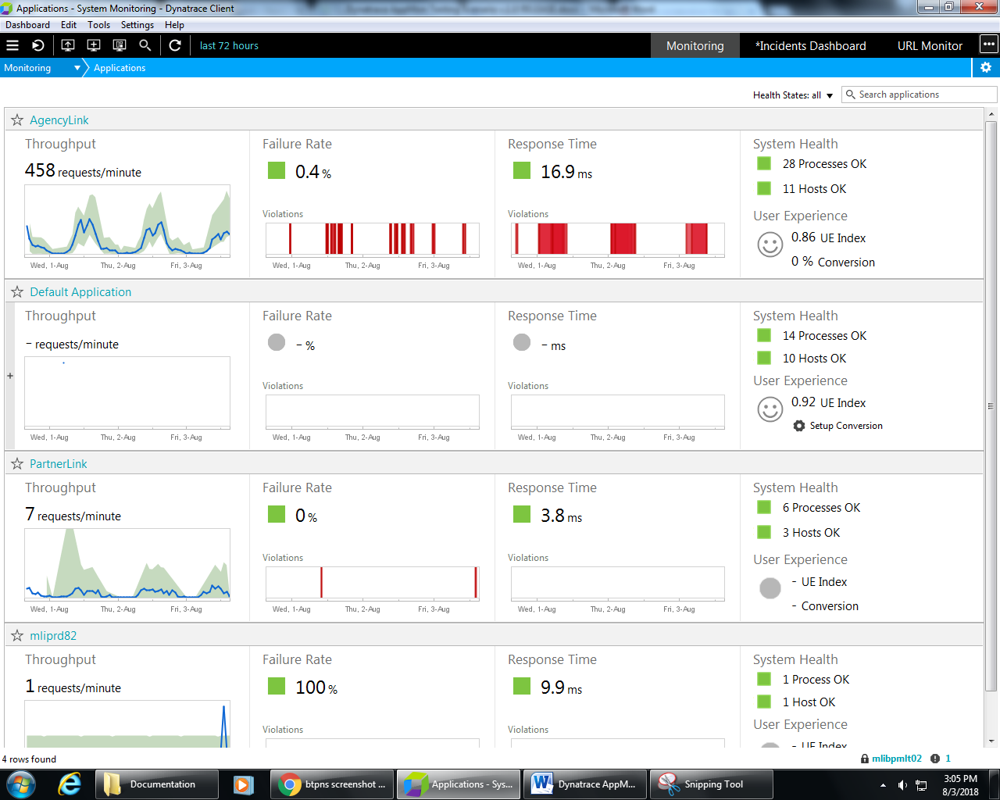 Applications - System Monitoring - Dynatrace Client
Dashboard Edit Tools Settings Help
last 72 hours
Monitoring *Incidents Dashboard URL Monitor
Monitoring Applications
Health States: all Search applications
AgencyLink
Throughput Failure Rate Response Time System Health
458 requests/minute 0.4 % 16.9 ms 28 Processes OK
11 Hosts OK
Violations Violations User Experience
0.86 UE Index
0 % Conversion
Wed, 1-Aug Thu, 2-Aug Fri, 3-Aug Wed, 1-Aug Thu, 2-Aug Fri, 3-Aug Wed, 1-Aug Thu, 2-Aug Fri, 3-Aug
Default Application
Throughput Failure Rate Response Time System Health
- requests/minute - % - ms 14 Processes OK
10 Hosts OK
Violations Violations User Experience
0.92 UE Index
Setup Conversion
Wed, 1-Aug Thu, 2-Aug Fri, 3-Aug Wed, 1-Aug Thu, 2-Aug Fri, 3-Aug Wed, 1-Aug Thu, 2-Aug Fri, 3-Aug
PartnerLink
Throughput Failure Rate Response Time System Health
7 requests/minute 0 % 3.8 ms 6 Processes OK
3 Hosts OK
Violations Violations User Experience
- UE Index
- Conversion
Wed, 1-Aug Thu, 2-Aug Fri, 3-Aug Wed, 1-Aug Thu, 2-Aug Fri, 3-Aug Wed, 1-Aug Thu, 2-Aug Fri, 3-Aug
mliprd82
Throughput Failure Rate Response Time System Health
1 requests/minute 100 % 9.9 ms 1 Process OK
1 Host OK
Violations Violations User Experience
- UE Index
4 rows found mlibpmlt02 1
Documentation btpns screenshot ... Applications - Sys... Dynatrace AppM... Snipping Tool 3:05 PM
8/3/2018